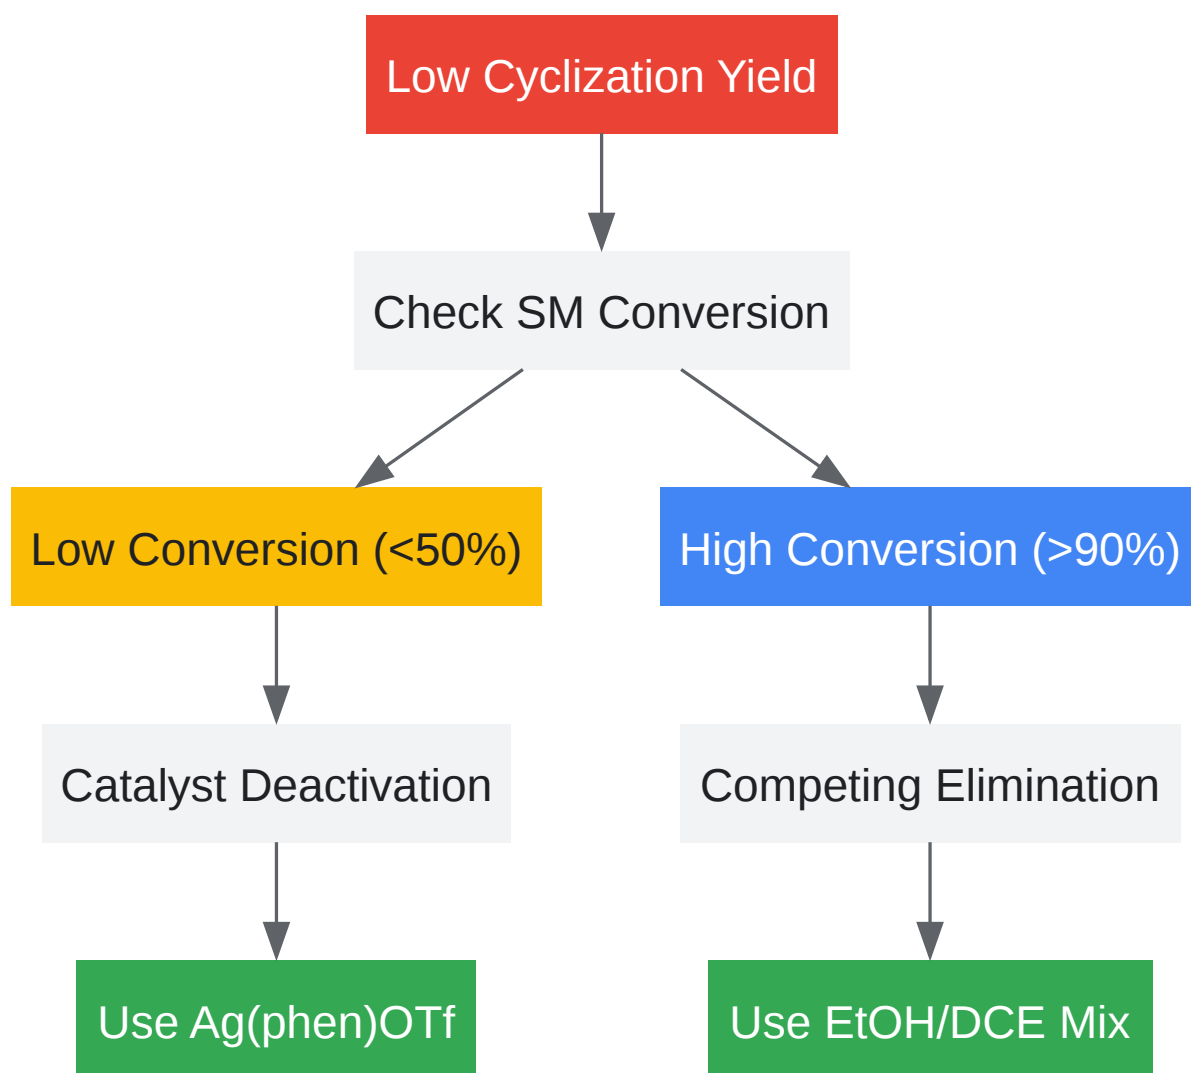 Low Cyclization Yield
Check SM Conversion
Low Conversion (<50%)
High Conversion (>90%)
Catalyst Deactivation
Competing Elimination
Use Ag(phen)OTf
Use EtOH/DCE Mix